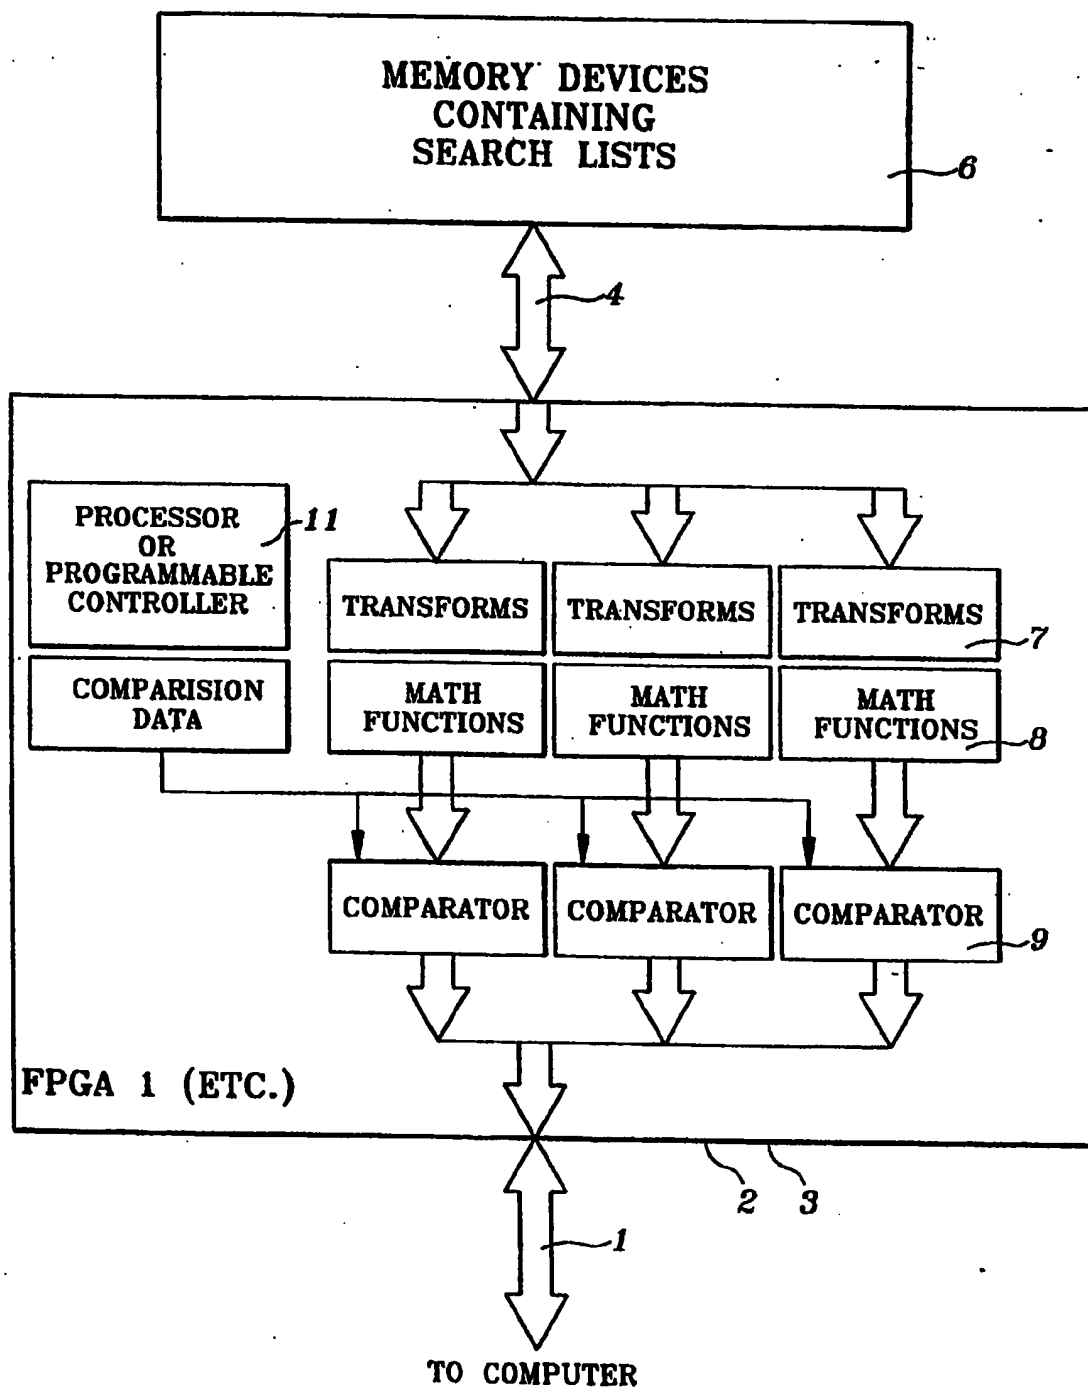 MEMORY DEVICES
CONTAINING
SEARCH LISTS
6
4
PROCESSOR
OR
PROGRAMMABLE
CONTROLLER
11
TRANSFORMS
TRANSFORMS
TRANSFORMS
7
COMPARISION
DATA
MATH
FUNCTIONS
MATH
FUNCTIONS
MATH
FUNCTIONS
8
COMPARATOR
COMPARATOR
COMPARATOR
9
FPGA 1 (ETC.)
2
3
1
TO COMPUTER